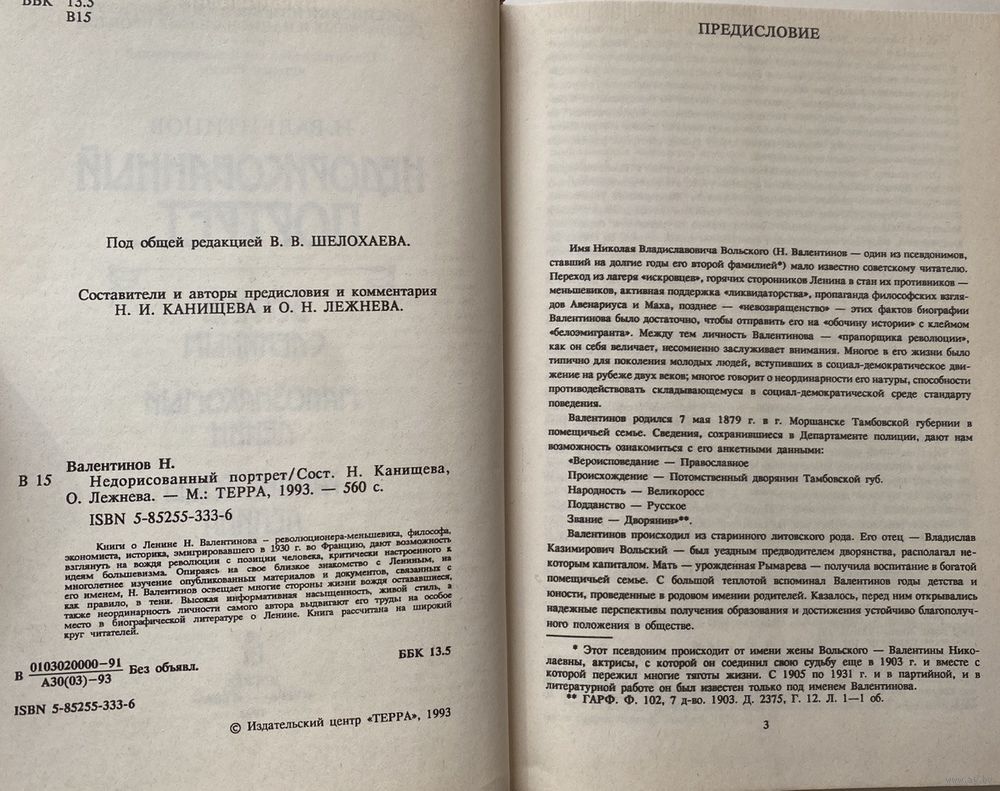 ББК 13.5
В15
Под общей редакцией В. В. ШЕЛОХАЕВА.
Составители и авторы предисловия и комментария
Н. И. КАНИЩЕВА и О. Н. ЛЕЖНЕВА.
Валентинов Н.
В 15 Недорисованный портрет/Сост. Н. Канищева,
О. Лежнева. — М.: ТЕРРА, 1993. — 560 с.
ISBN 5-85255-333-6
Книги о Ленине Н. Валентинова – революционера-меньшевика, философа,
экономиста, историка, эмигрировавшего в 1930 г. во Францию, дают возможность
взглянуть на вождя революции с позиции человека, критически настроенного к
идеям большевизма. Опираясь на свое близкое знакомство с Лениным, на
многолетнее изучение опубликованных материалов и документов, связанных с
его именем, Н. Валентинов освещает многие стороны жизни вождя остававшиеся,
как правило, в тени. Высокая информативная насыщенность, живой стиль, а
также неординарность личности самого автора выдвигают его труды на особое
место в биографической литературе о Ленине. Книга рассчитана на широкий
круг читателей.
В 0103020000–91 Без объявл.
А30(03)–93
ББК 13.5
ISBN 5-85255-333-6
© Издательский центр «ТЕРРА», 1993
ПРЕДИСЛОВИЕ
Имя Николая Владиславовича Вольского (Н. Валентинов — один из псевдонимов,
ставший на долгие годы его второй фамилией*) мало известно советскому читателю.
Переход из лагеря «искровцев», горячих сторонников Ленина в стан их противников —
меньшевиков, активная поддержка «ликвидаторства», пропаганда философских взгля-
дов Авенариуса и Маха, позднее — «невозвращенство» — этих фактов биографии
Валентинова было достаточно, чтобы отправить его на «обочину истории» с клеймом
«белоэмигранта». Между тем личность Валентинова — «прапорщика революции»,
как он себя величает, несомненно заслуживает внимания. Многое в его жизни было
типично для поколения молодых людей, вступивших в социал-демократическое дви-
жение на рубеже двух веков; многое говорит о неординарности его натуры, способности
противодействовать складывающемуся в социал-демократической среде стандарту
поведения.
Валентинов родился 7 мая 1879 г. в г. Моршанске Тамбовской губернии в
помещичьей семье. Сведения, сохранившиеся в Департаменте полиции, дают нам
возможность ознакомиться с его анкетными данными:
«Вероисповедание — Православное
Происхождение — Потомственный дворянин Тамбовской губ.
Народность — Великоросс
Подданство — Русское
Звание — Дворянин»**.
Валентинов происходил из старинного литовского рода. Его отец — Владислав
Казимирович Вольский — был уездным предводителем дворянства, располагал не-
которым капиталом. Мать — урожденная Рымарева — получила воспитание в богатой
помещичьей семье. С большой теплотой вспоминал Валентинов годы детства и
юности, проведенные в родовом имении родителей. Казалось, перед ним открывались
надежные перспективы получения образования и достижения устойчиво благополуч-
ного положения в обществе.
* Этот псевдоним происходит от имени жены Вольского — Валентины Нико-
лаевны, актрисы, с которой он соединил свою судьбу еще в 1903 г. и вместе с
которой пережил многие тяготы жизни. С 1905 по 1931 г. и в партийной, и в
литературной работе он был известен только под именем Валентинова.
** ГАРФ. Ф. 102, 7 д-во. 1903. Д. 2375, Г. 12. Л. 1—1 об.
3